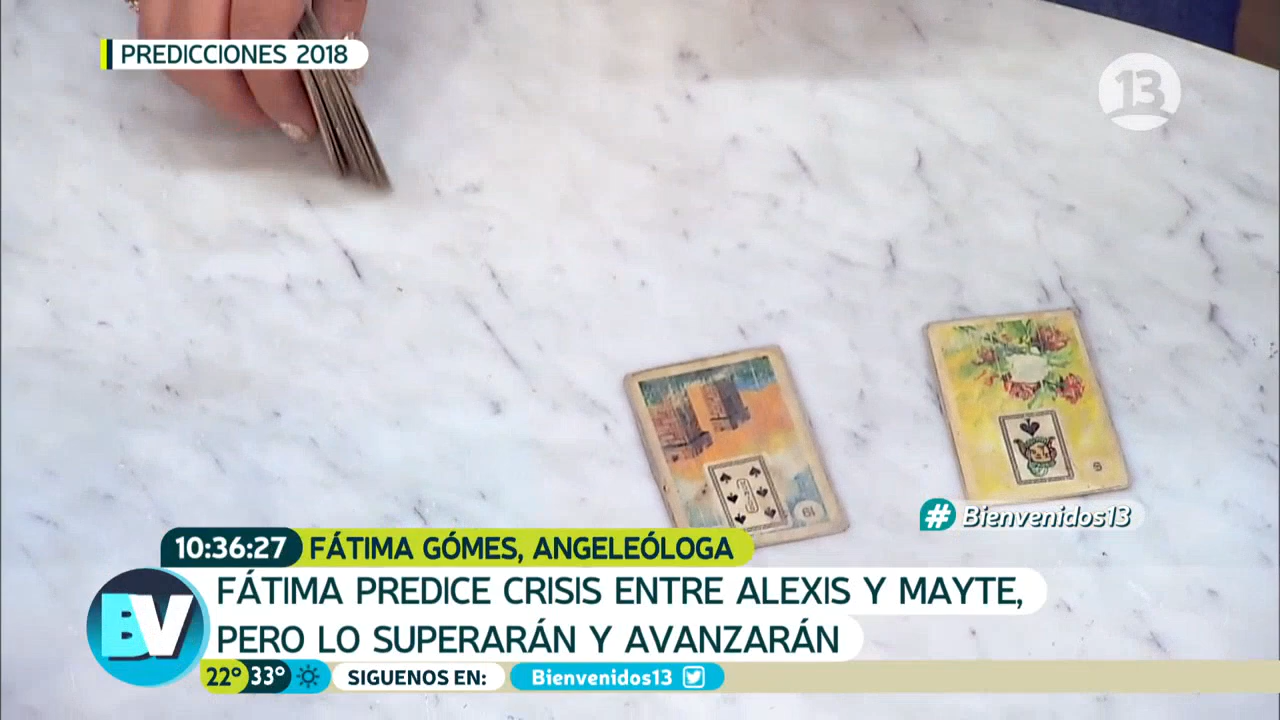 PREDICCIONES 2018
13
#Bienvenidos13
10:36:27 FÁTIMA GÓMES, ANGELEÓLOGA
BV
FÁTIMA PREDICE CRISIS ENTRE ALEXIS Y MAYTE,
PERO LO SUPERARÁN Y AVANZARÁN
22° 33° SIGUENOS EN: Bienvenidos13